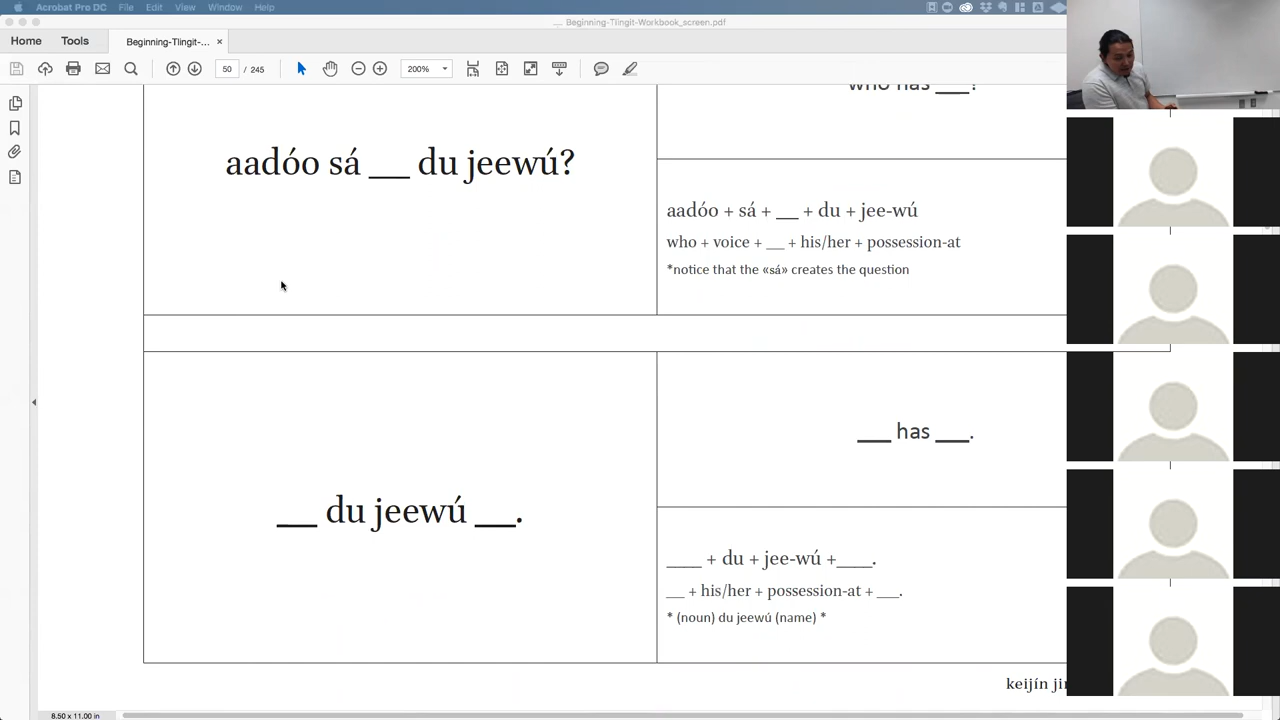 Acrobat Pro DC File Edit View Window Help
Beginning-Tlingit-Workbook_screen.pdf
Home Tools Beginning-Tlingit-... ×
50 / 245 200%
who has ___?
aadóo sá ___ du jeewú?
aadóo + sá + ___ + du + jee-wú
who + voice + ___ + his/her + possession-at
*notice that the «sá» creates the question
___ has ___.
___ du jeewú ___.
____ + du + jee-wú +____.
___ + his/her + possession-at + ___.
* (noun) du jeewú (name) *
keijín
8.50 x 11.00 in